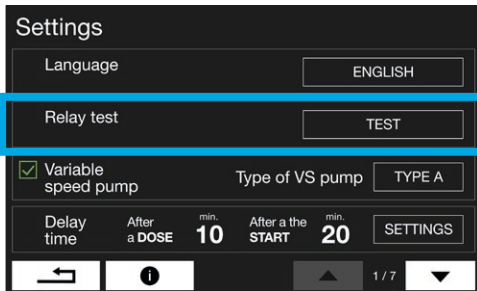 Settings
Language ENGLISH
Relay test TEST
Variable
speed pump Type of VS pump TYPE A
Delay
time After
a DOSE min.
10 After a the
START min.
20 SETTINGS
1/7